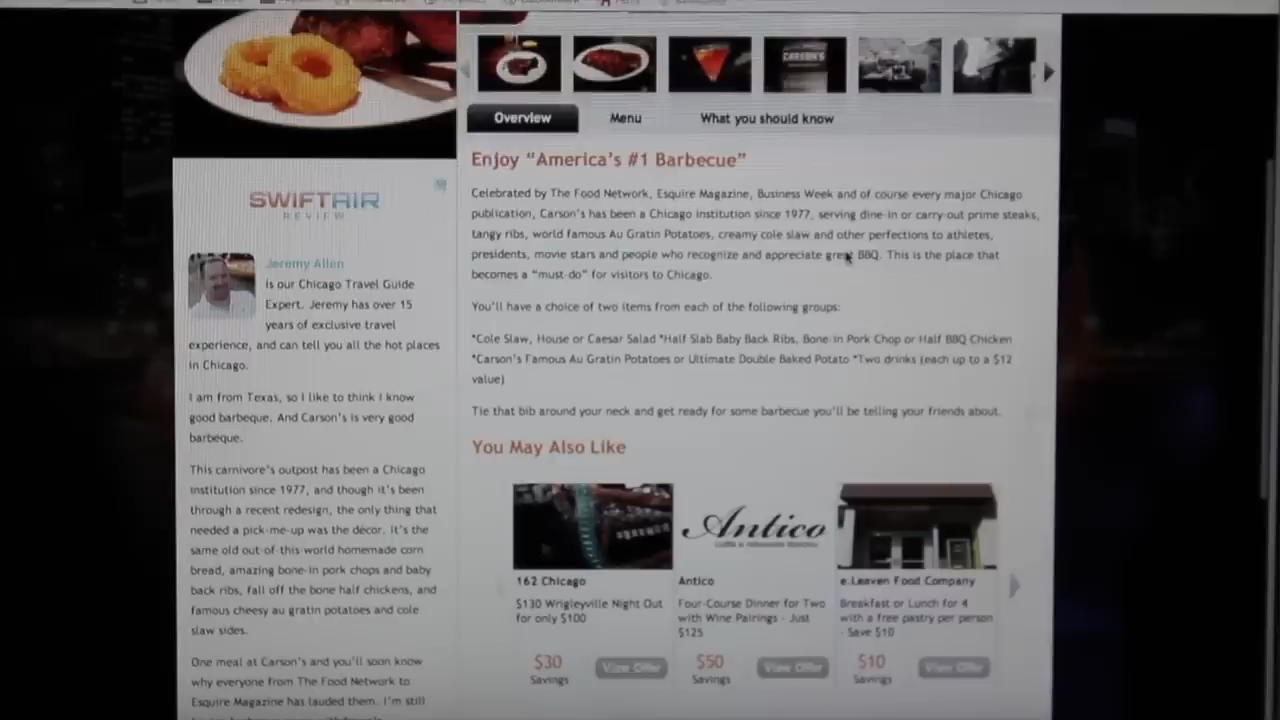 CARSON'S
Overview
Menu
What you should know
Enjoy “America’s #1 Barbecue”
Celebrated by The Food Network, Esquire Magazine, Business Week and of course every major Chicago
publication, Carson’s has been a Chicago institution since 1977, serving dine-in or carry-out prime steaks,
tangy ribs, world famous Au Gratin Potatoes, creamy cole slaw and other perfections to athletes,
presidents, movie stars and people who recognize and appreciate great BBQ. This is the place that
becomes a “must-do” for visitors to Chicago.
You’ll have a choice of two items from each of the following groups:
*Cole Slaw, House or Caesar Salad *Half Slab Baby Back Ribs, Bone-in Pork Chop or Half BBQ Chicken
*Carson’s Famous Au Gratin Potatoes or Ultimate Double Baked Potato *Two drinks (each up to a $12
value)
Tie that bib around your neck and get ready for some barbecue you’ll be telling your friends about.
You May Also Like
Antico
162 Chicago
$130 Wrigleyville Night Out
for only $100
$30
Savings
View Offer
Antico
Four-Course Dinner for Two
with Wine Pairings - Just
$125
$50
Savings
View Offer
e.Leaven Food Company
Breakfast or Lunch for 4
with a free pastry per person
- Save $10
$10
Savings
View Offer
SWIFTAIR
REVIEW
Jeremy Allen
is our Chicago Travel Guide
Expert. Jeremy has over 15
years of exclusive travel
experience, and can tell you all the hot places
in Chicago.
I am from Texas, so I like to think I know
good barbeque. And Carson’s is very good
barbeque.
This carnivore’s outpost has been a Chicago
institution since 1977, and though it’s been
through a recent redesign, the only thing that
needed a pick-me-up was the décor. It’s the
same old out-of-this-world homemade corn
bread, amazing bone-in pork chops and baby
back ribs, fall off the bone half chickens, and
famous cheesy au gratin potatoes and cole
slaw sides.
One meal at Carson’s and you’ll soon know
why everyone from The Food Network to
Esquire Magazine has lauded them. I’m still